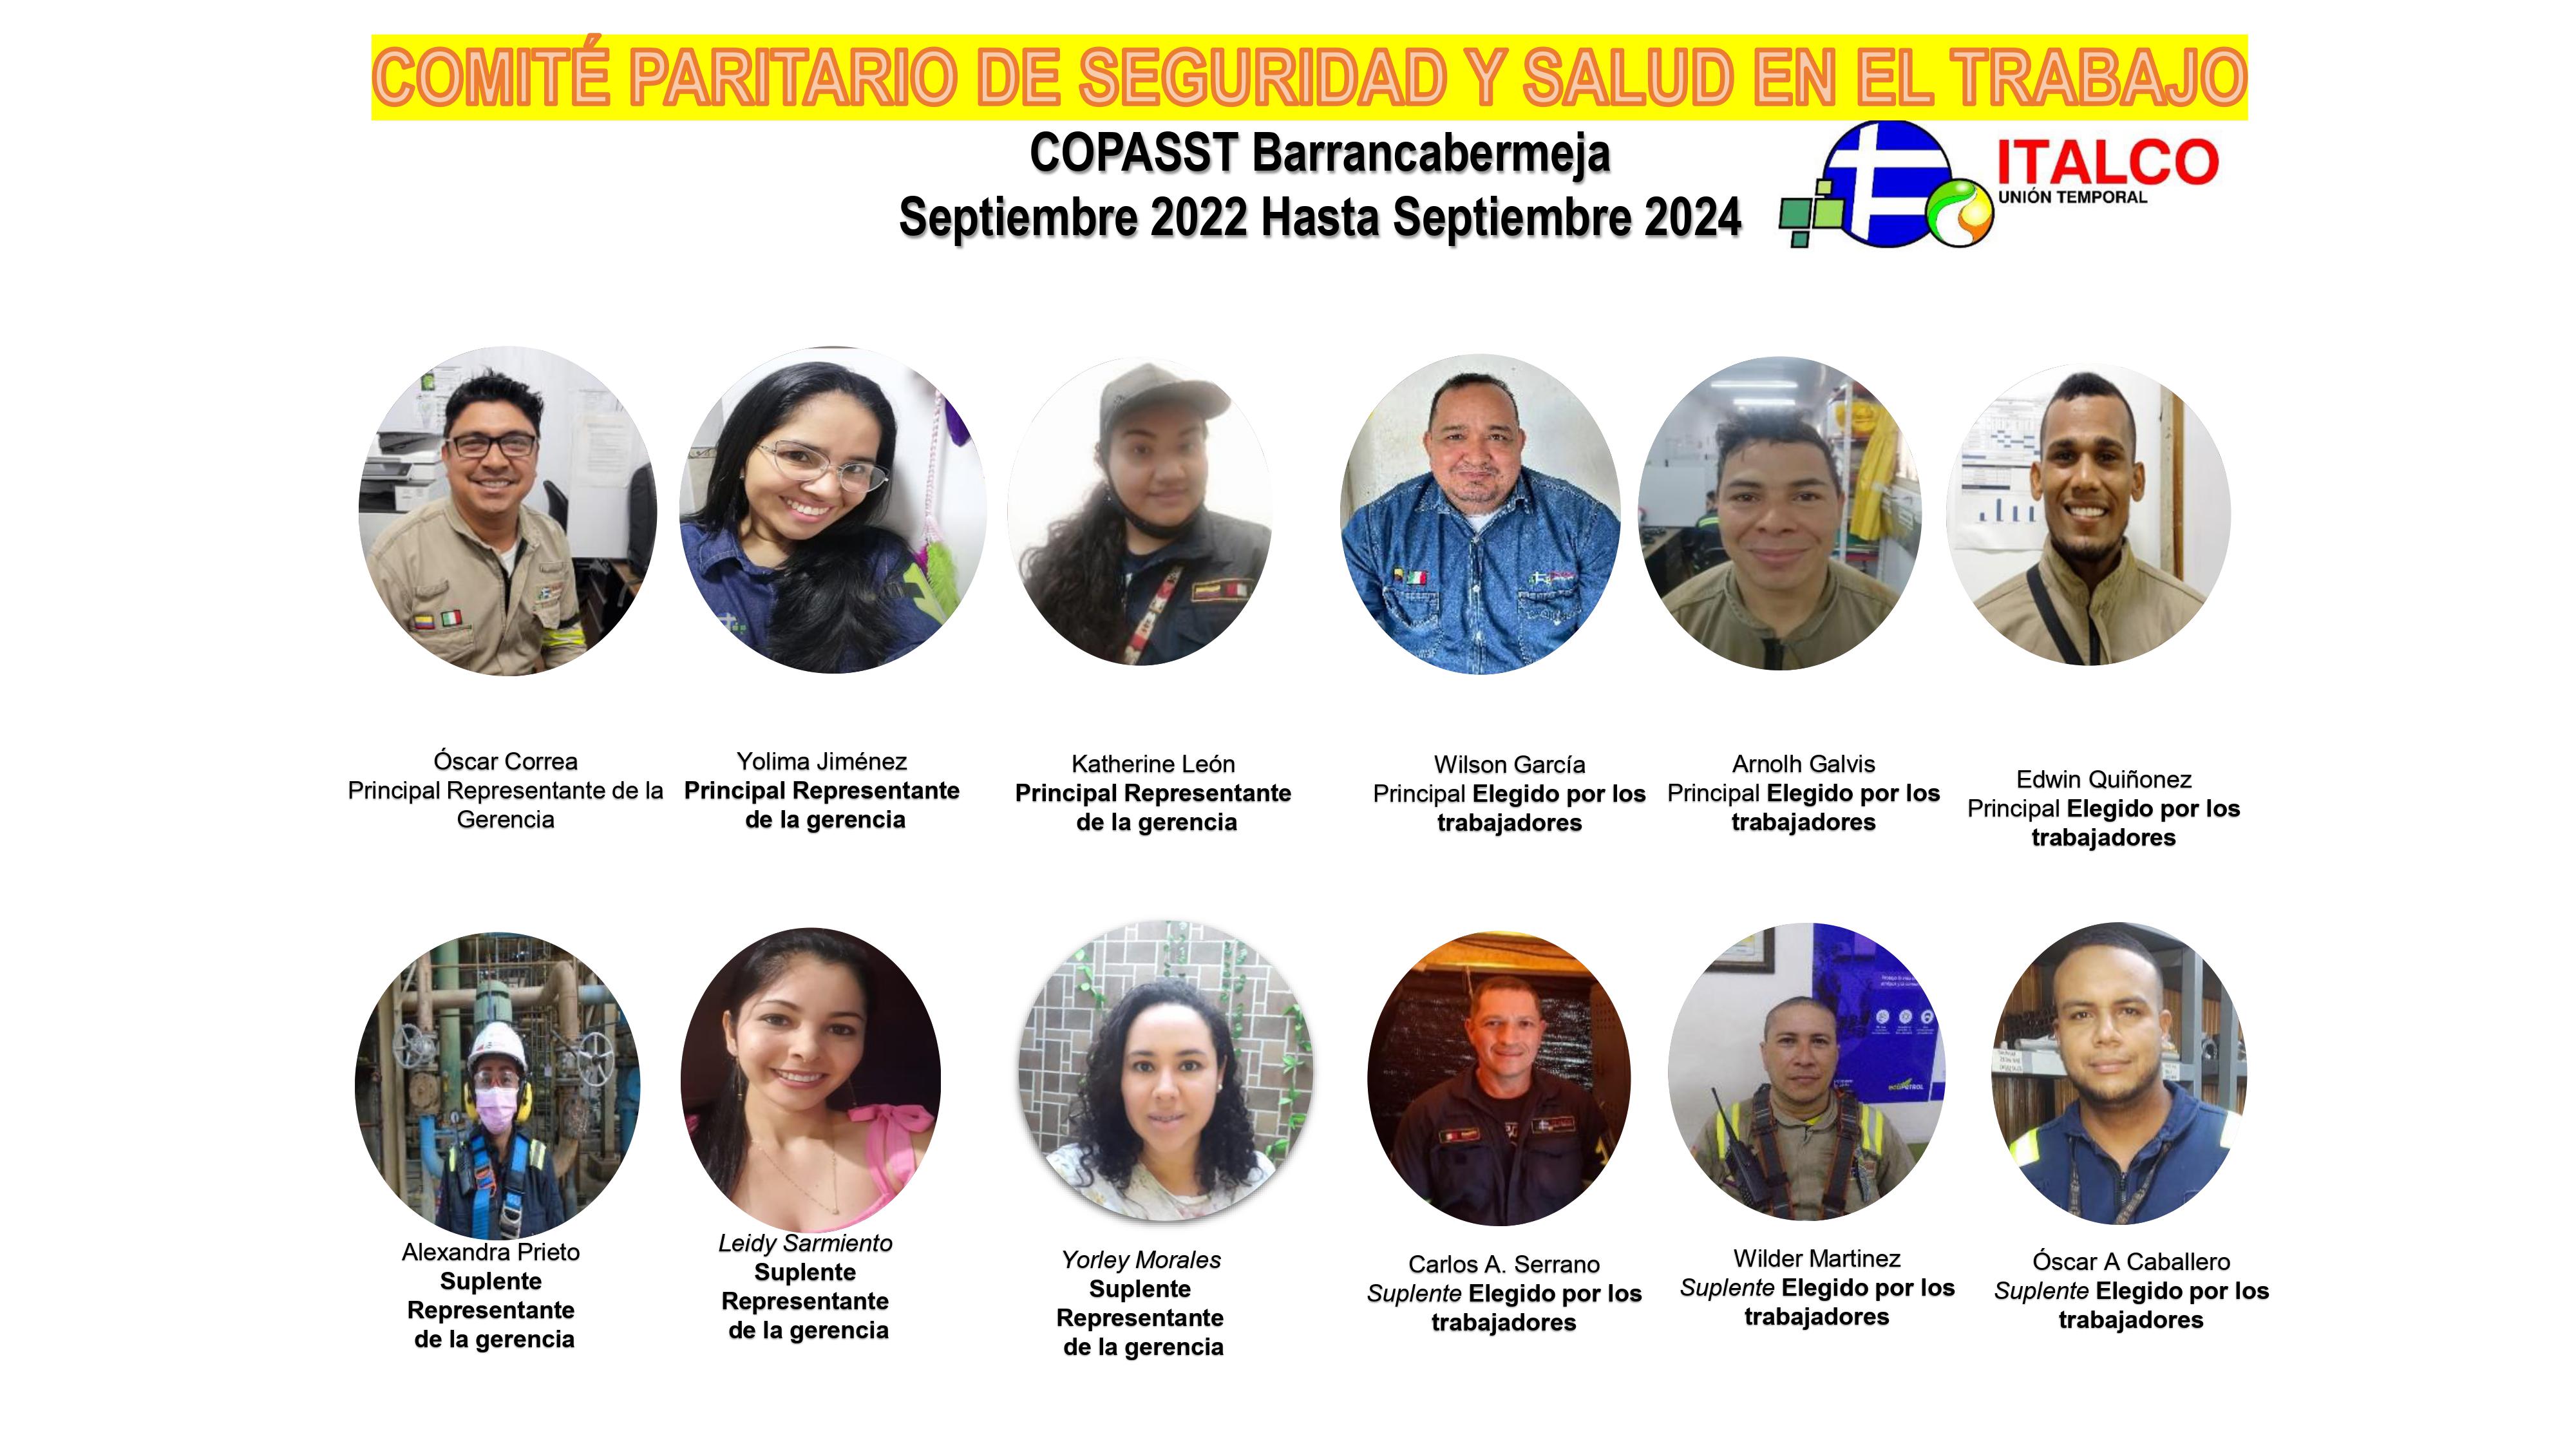 COMITÉ PARITARIO DE SEGURIDAD Y SALUD EN EL TRABAJO
COPASST Barrancabermeja
Septiembre 2022 Hasta Septiembre 2024
ITALCO
UNIÓN TEMPORAL
Óscar Correa
Principal Representante de la
Gerencia
Yolima Jiménez
Principal Representante
de la gerencia
Katherine León
Principal Representante
de la gerencia
Wilson García
Principal Elegido por los
trabajadores
Arnolh Galvis
Principal Elegido por los
trabajadores
Edwin Quiñonez
Principal Elegido por los
trabajadores
Alexandra Prieto
Suplente
Representante
de la gerencia
Leidy Sarmiento
Suplente
Representante
de la gerencia
Yorley Morales
Suplente
Representante
de la gerencia
Carlos A. Serrano
Suplente Elegido por los
trabajadores
ecoPETROL
Wilder Martinez
Suplente Elegido por los
trabajadores
Óscar A Caballero
Suplente Elegido por los
trabajadores